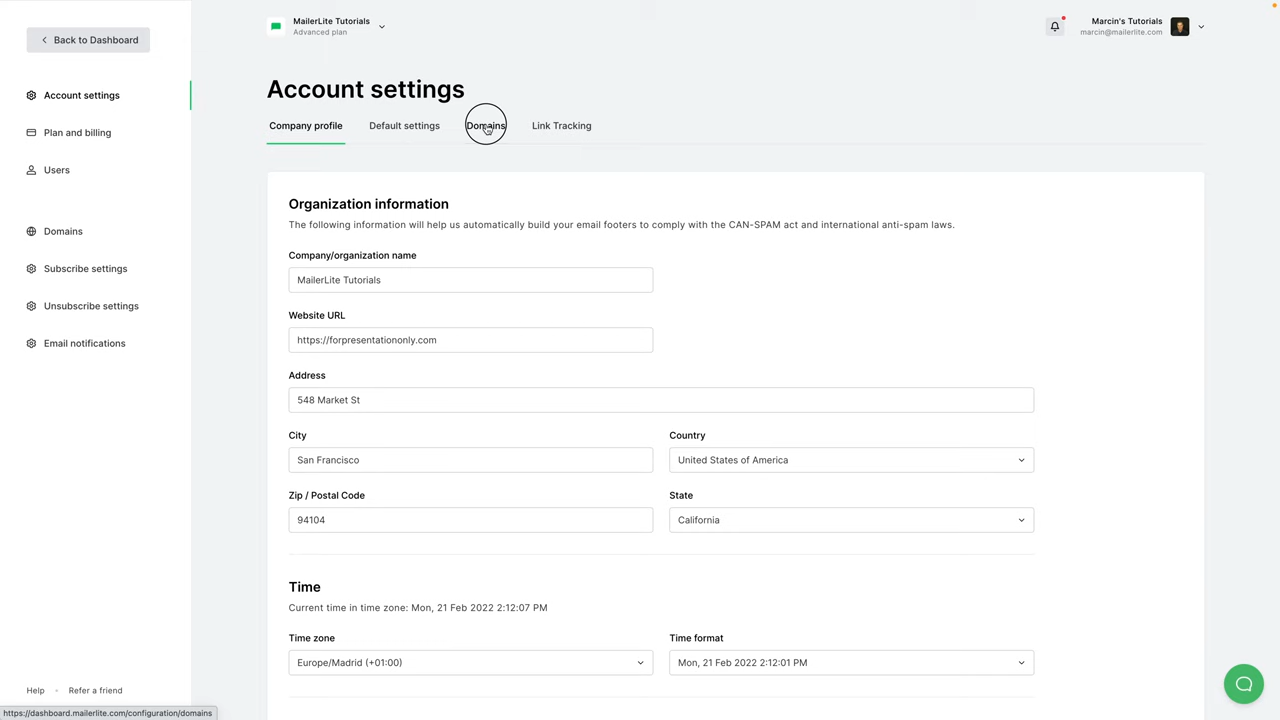 Back to Dashboard
MailerLite Tutorials
Advanced plan
Marcin's Tutorials
marcin@mailerlite.com
Account settings
Plan and billing
Users
Domains
Subscribe settings
Unsubscribe settings
Email notifications
Help • Refer a friend
https://dashboard.mailerlite.com/configuration/domains
Account settings
Company profile Default settings Domains Link Tracking
Organization information
The following information will help us automatically build your email footers to comply with the CAN-SPAM act and international anti-spam laws.
Company/organization name
MailerLite Tutorials
Website URL
https://forpresentationonly.com
Address
548 Market St
City Country
San Francisco United States of America
Zip / Postal Code State
94104 California
Time
Current time in time zone: Mon, 21 Feb 2022 2:12:07 PM
Time zone Time format
Europe/Madrid (+01:00) Mon, 21 Feb 2022 2:12:01 PM